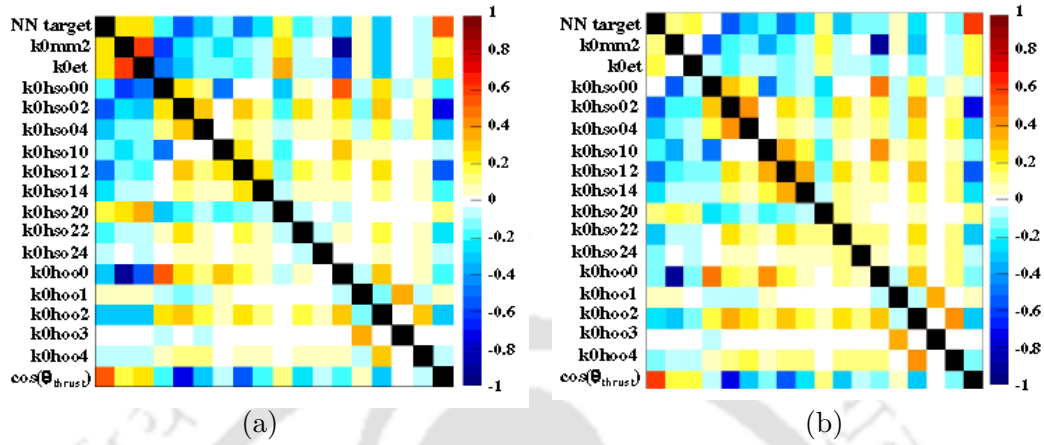 NN target
k0mm2
k0et
k0hso00
k0hso02
k0hso04
k0hso10
k0hso12
k0hso14
k0hso20
k0hso22
k0hso24
k0hoo0
k0hoo1
k0hoo2
k0hoo3
k0hoo4
cos(θthrust)
1
0.8
0.6
0.4
0.2
0
-0.2
-0.4
-0.6
-0.8
-1
(a)
NN target
k0mm2
k0et
k0hso00
k0hso02
k0hso04
k0hso10
k0hso12
k0hso14
k0hso20
k0hso22
k0hso24
k0hoo0
k0hoo1
k0hoo2
k0hoo3
k0hoo4
cos(θthrust)
1
0.8
0.6
0.4
0.2
0
-0.2
-0.4
-0.6
-0.8
-1
(b)